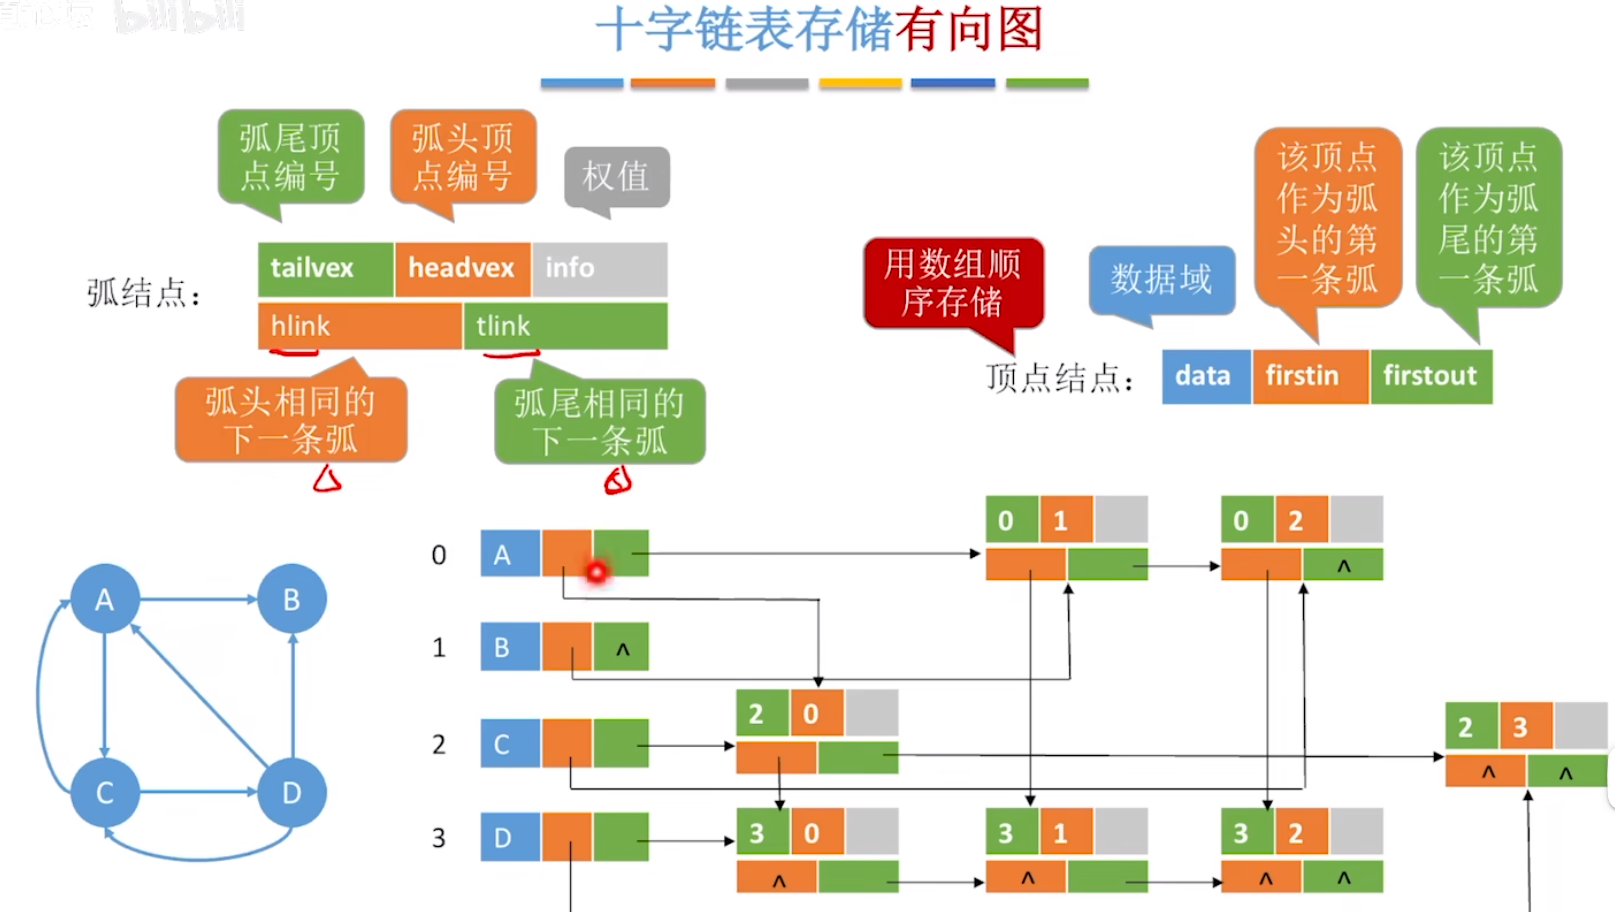 bilibili
十字链表存储有向图
弧尾顶
点编号
弧头顶
点编号
权值
弧结点：
tailvex headvex info
hlink tlink
弧头相同的
下一条弧
弧尾相同的
下一条弧
用数组顺
序存储
数据域
该顶点
作为弧
头的第
一条弧
该顶点
作为弧
尾的第
一条弧
顶点结点：
data firstin firstout
A B
C D
0 A
0 1
0 2
^
1 B ^
2 C
2 0
2 3
^ ^
3 D
3 0
3 1
3 2
^ ^ ^ ^